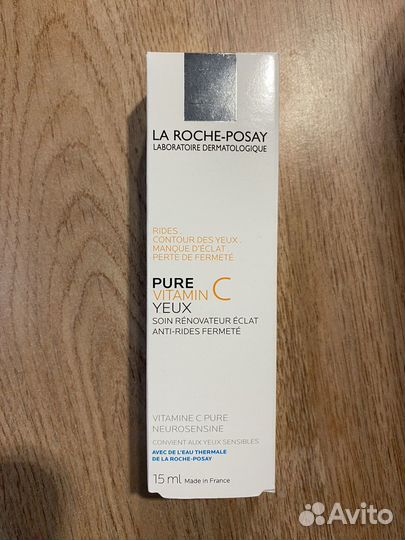 LA ROCHE-POSAY
LABORATOIRE DERMATOLOGIQUE
RIDES .
CONTOUR DES YEUX .
MANQUE D'ÉCLAT .
PERTE DE FERMETÉ
PURE
VITAMIN C
YEUX
SOIN RÉNOVATEUR ÉCLAT
ANTI-RIDES FERMETÉ
VITAMINE C PURE
NEUROSENSINE
CONVIENT AUX YEUX SENSIBLES
AVEC DE L'EAU THERMALE
DE LA ROCHE-POSAY
15 ml Made in France
Avito